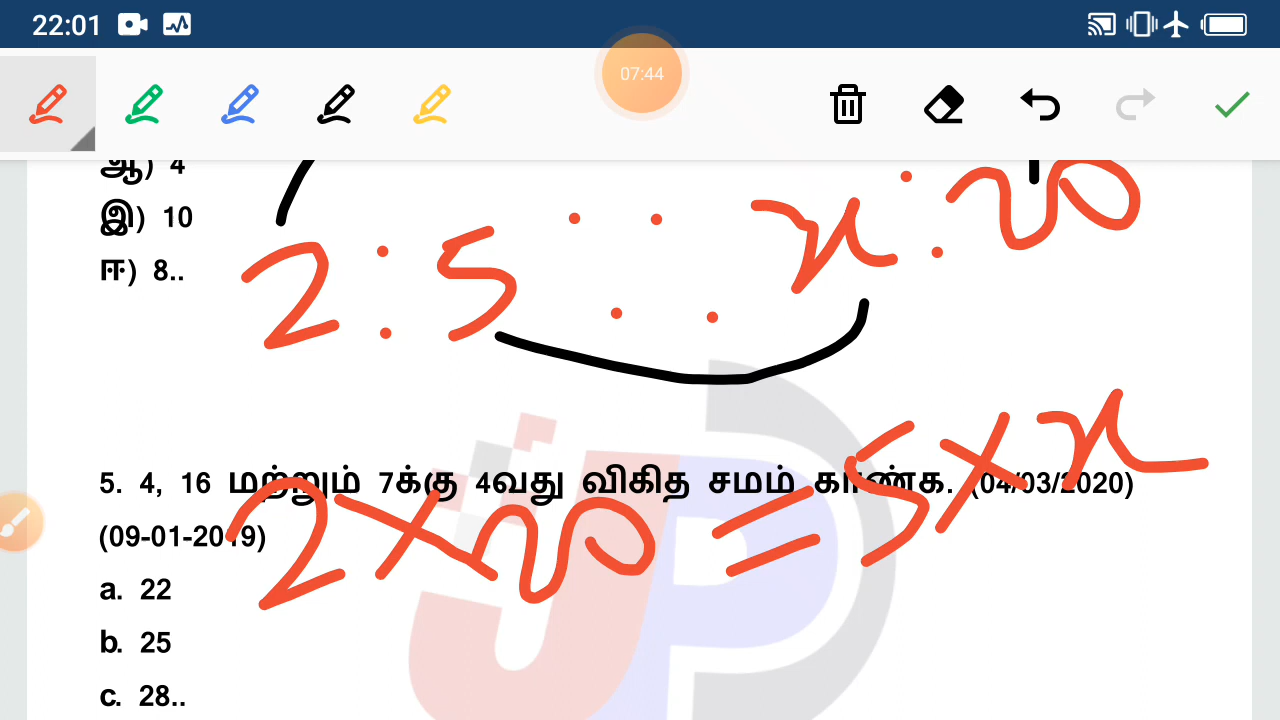 22:01
07:44
ஆ) 4
இ) 10
ஈ) 8..
2 : 5 : : x : 20
5. 4, 16 மற்றும் 7க்கு 4வது விகித சமம் காண்க. (04/03/2020)
(09-01-2019)
2 × 20 = 5 × x
a. 22
b. 25
c. 28..
JP